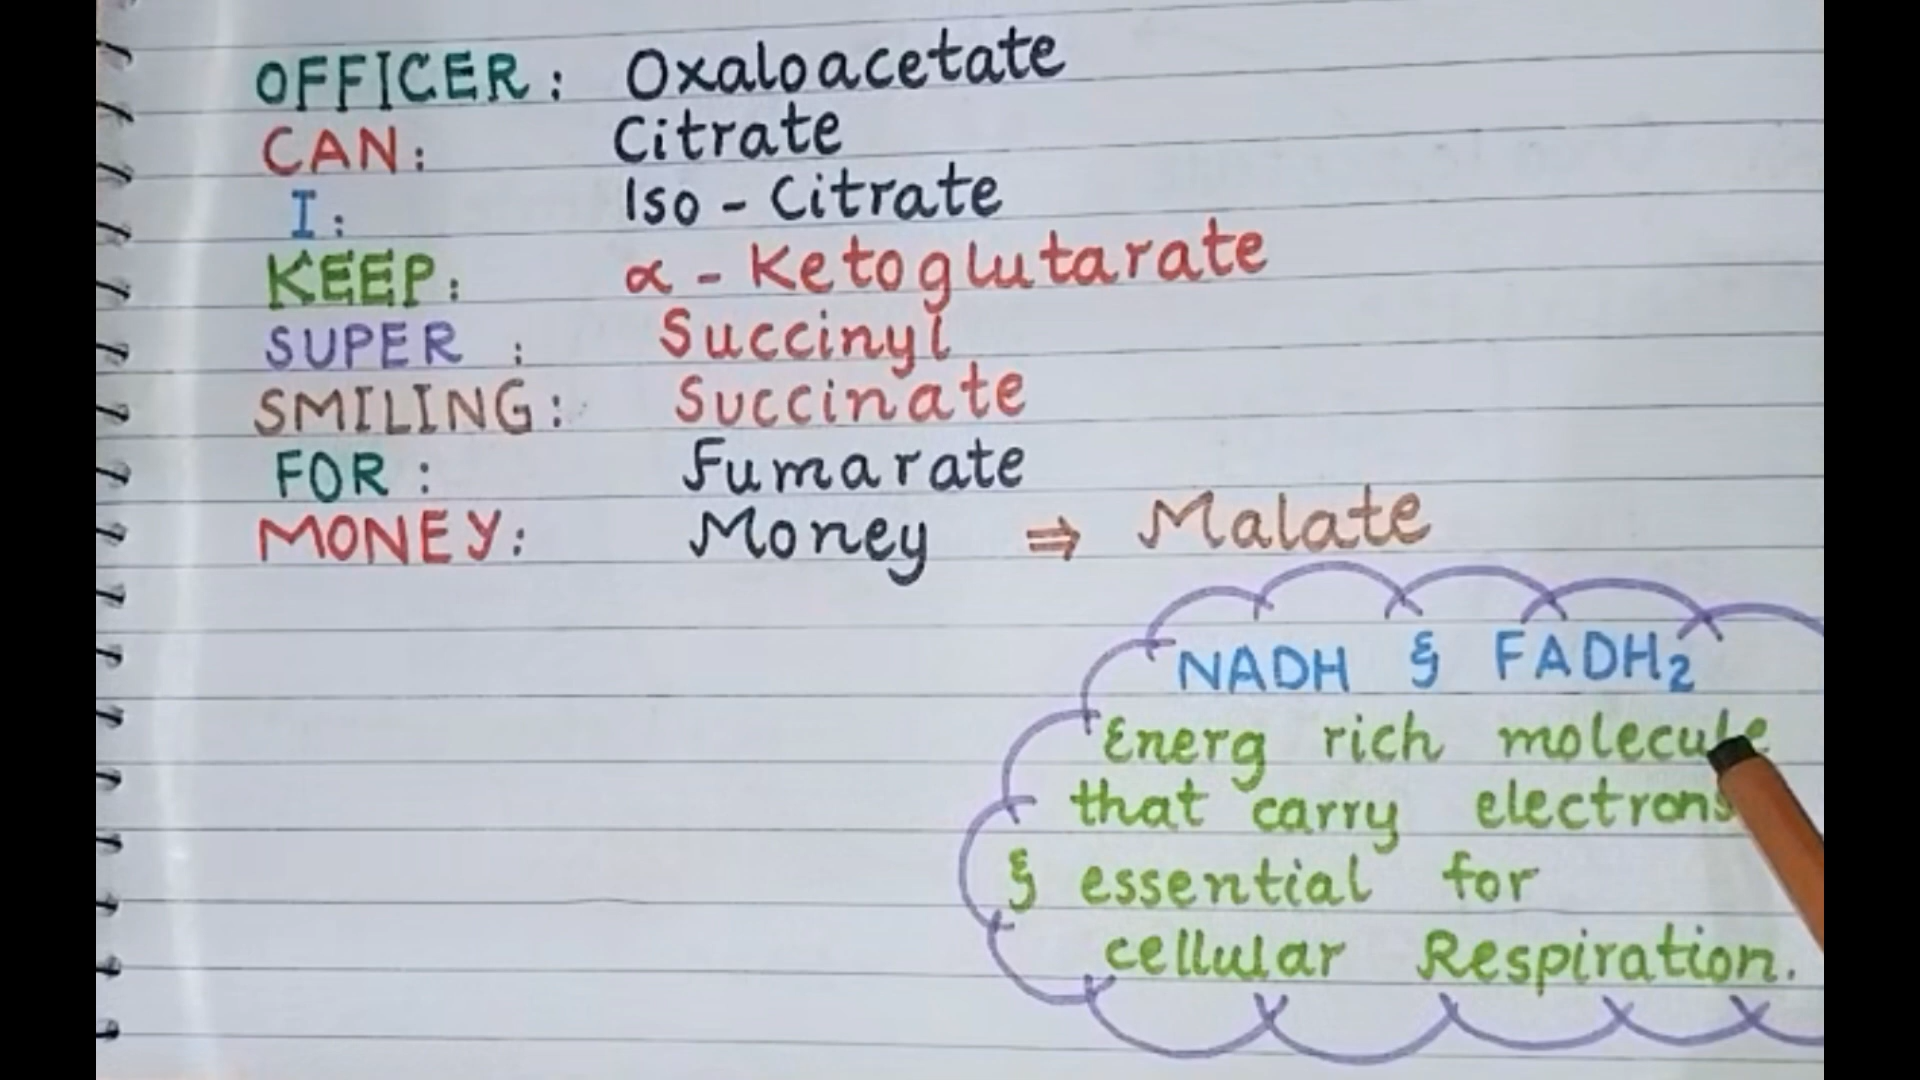 OFFICER: Oxaloacetate
CAN: Citrate
I: Iso - Citrate
KEEP: α - Ketoglutarate
SUPER : Succinyl
SMILING: Succinate
FOR : Fumarate
MONEY: Money ⇒ Malate
NADH & FADH₂
Energ rich molecule
that carry electrons
& essential for
cellular Respiration.